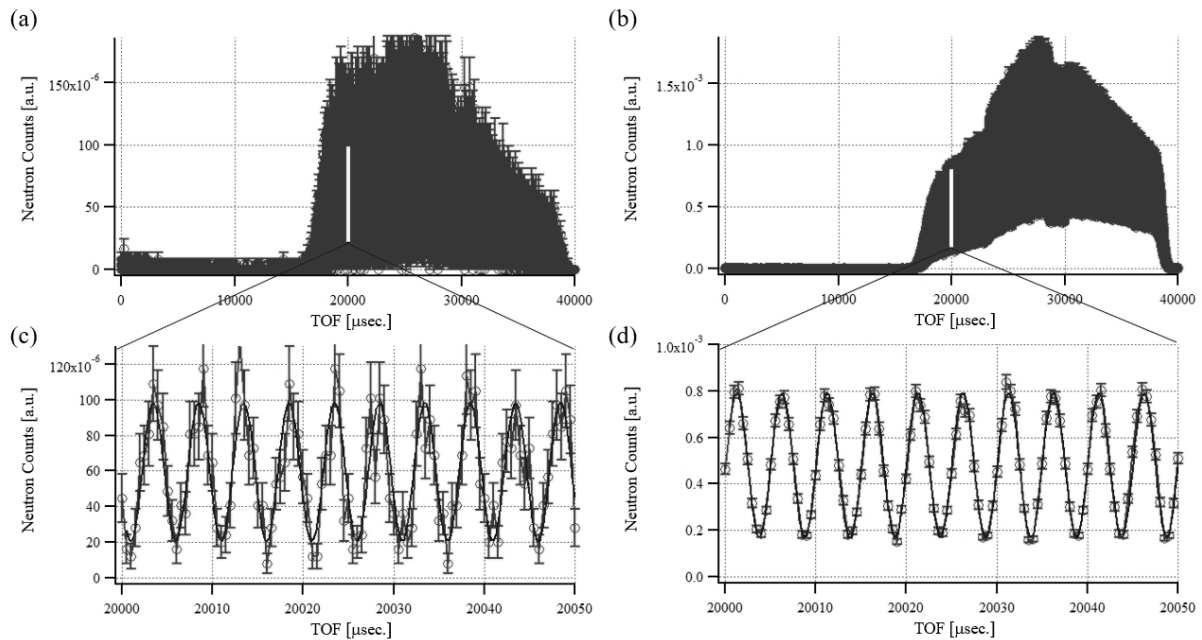 (a)
Neutron Counts [a.u.]
150x10-6
100
50
0
0 10000 20000 30000 40000
TOF [μsec.]
(b)
Neutron Counts [a.u.]
1.5x10-3
1.0
0.5
0.0
0 10000 20000 30000 40000
TOF [μsec.]
(c)
Neutron Counts [a.u.]
120x10-6
100
80
60
40
20
0
20000 20010 20020 20030 20040 20050
TOF [μsec.]
(d)
Neutron Counts [a.u.]
1.0x10-3
0.8
0.6
0.4
0.2
0.0
20000 20010 20020 20030 20040 20050
TOF [μsec.]